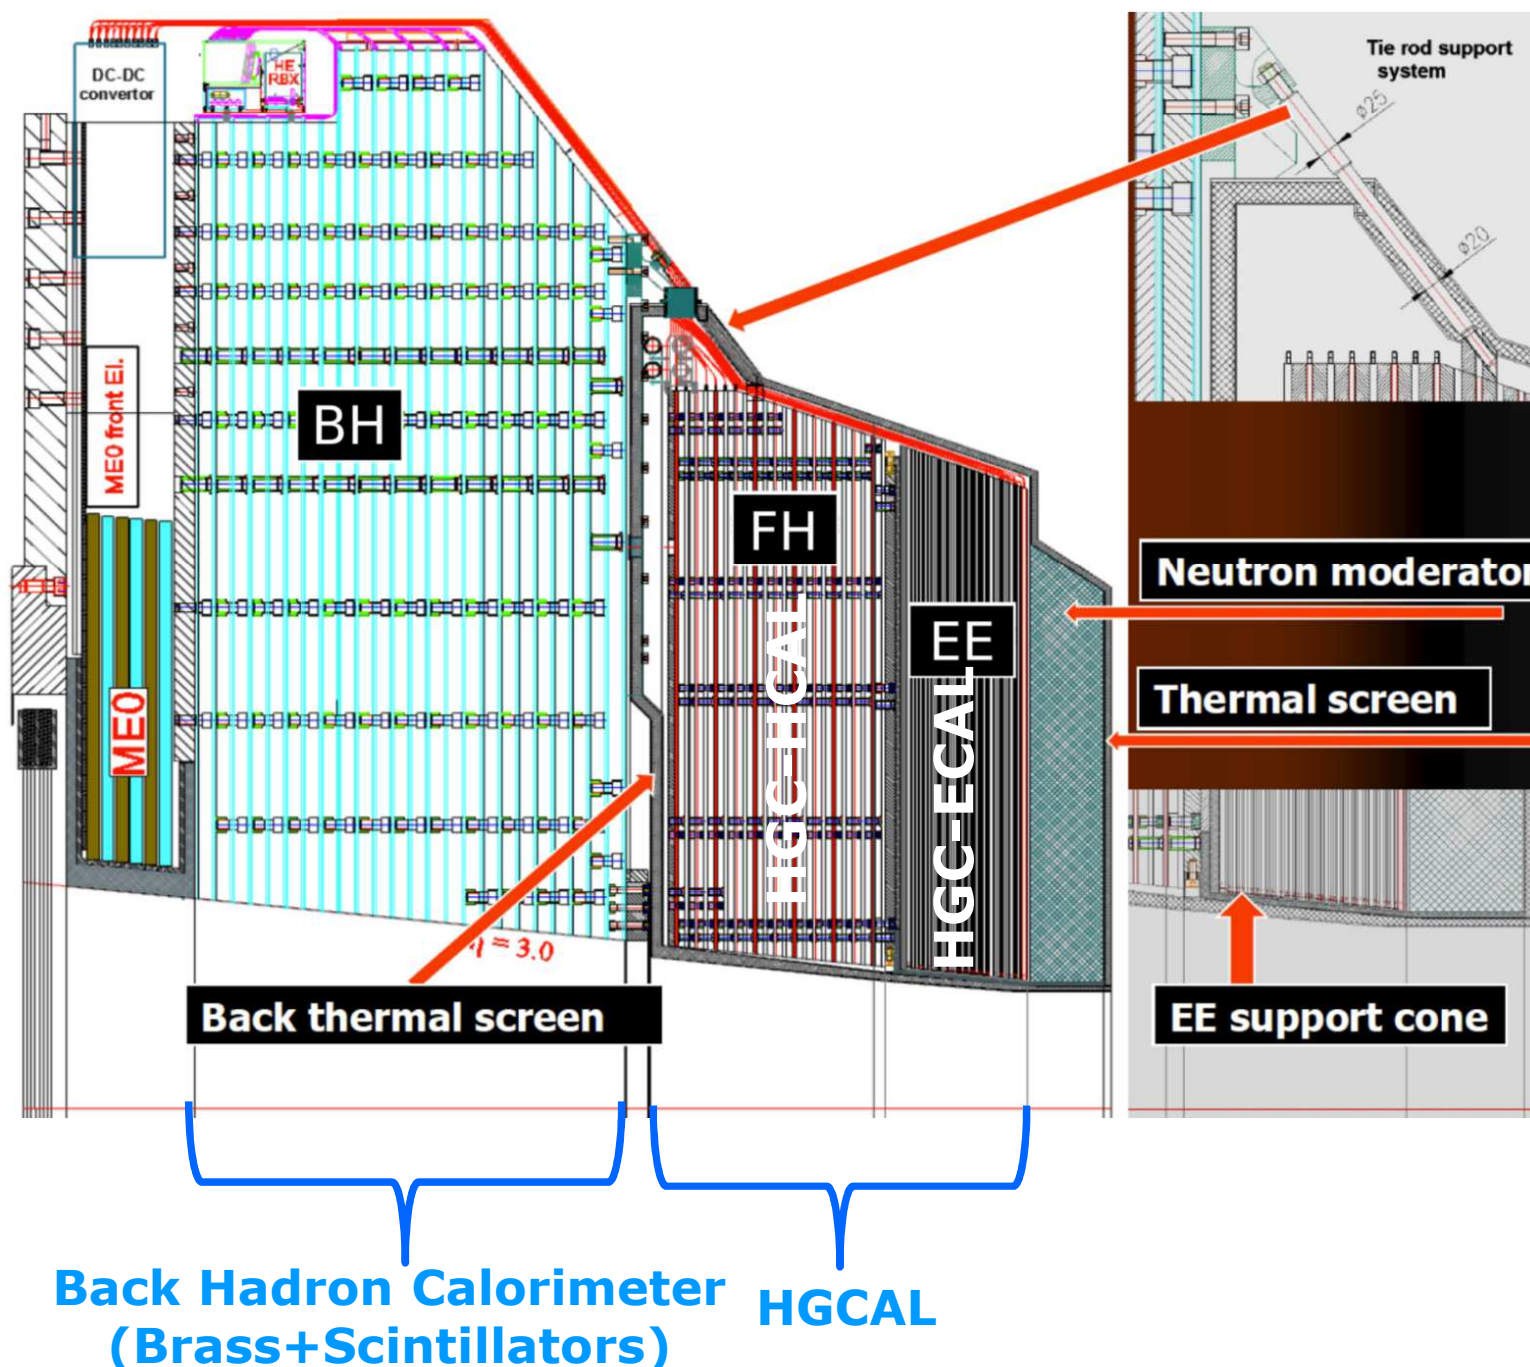 DC-DC
convertor
HE
RBX
Tie rod support
system
ø25
ø20
ME0 front El.
BH
FH
EE
HGC-HCAL
HGC-ECAL
ME0
Neutron moderator
Thermal screen
η = 3.0
Back thermal screen
EE support cone
Back Hadron Calorimeter
(Brass+Scintillators)
HGCAL